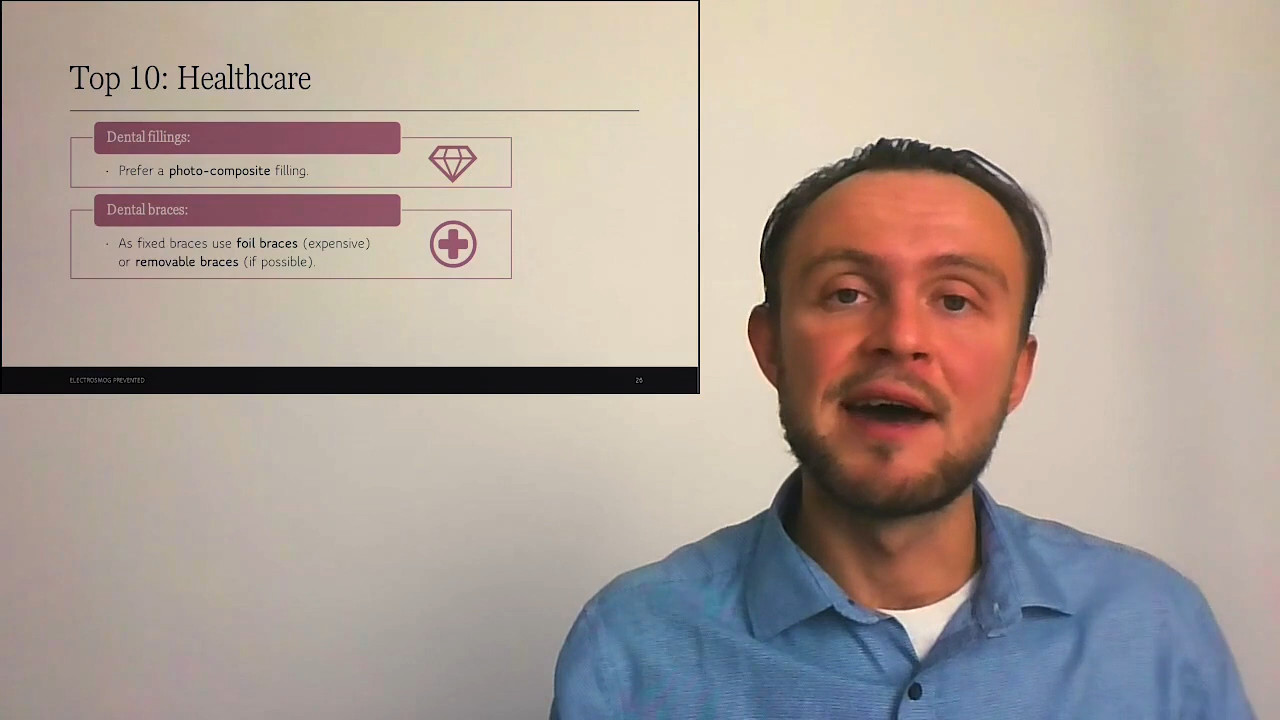 Top 10: Healthcare
Dental fillings:
· Prefer a photo-composite filling.
Dental braces:
· As fixed braces use foil braces (expensive)
or removable braces (if possible).
ELECTROSMOG PREVENTED
26